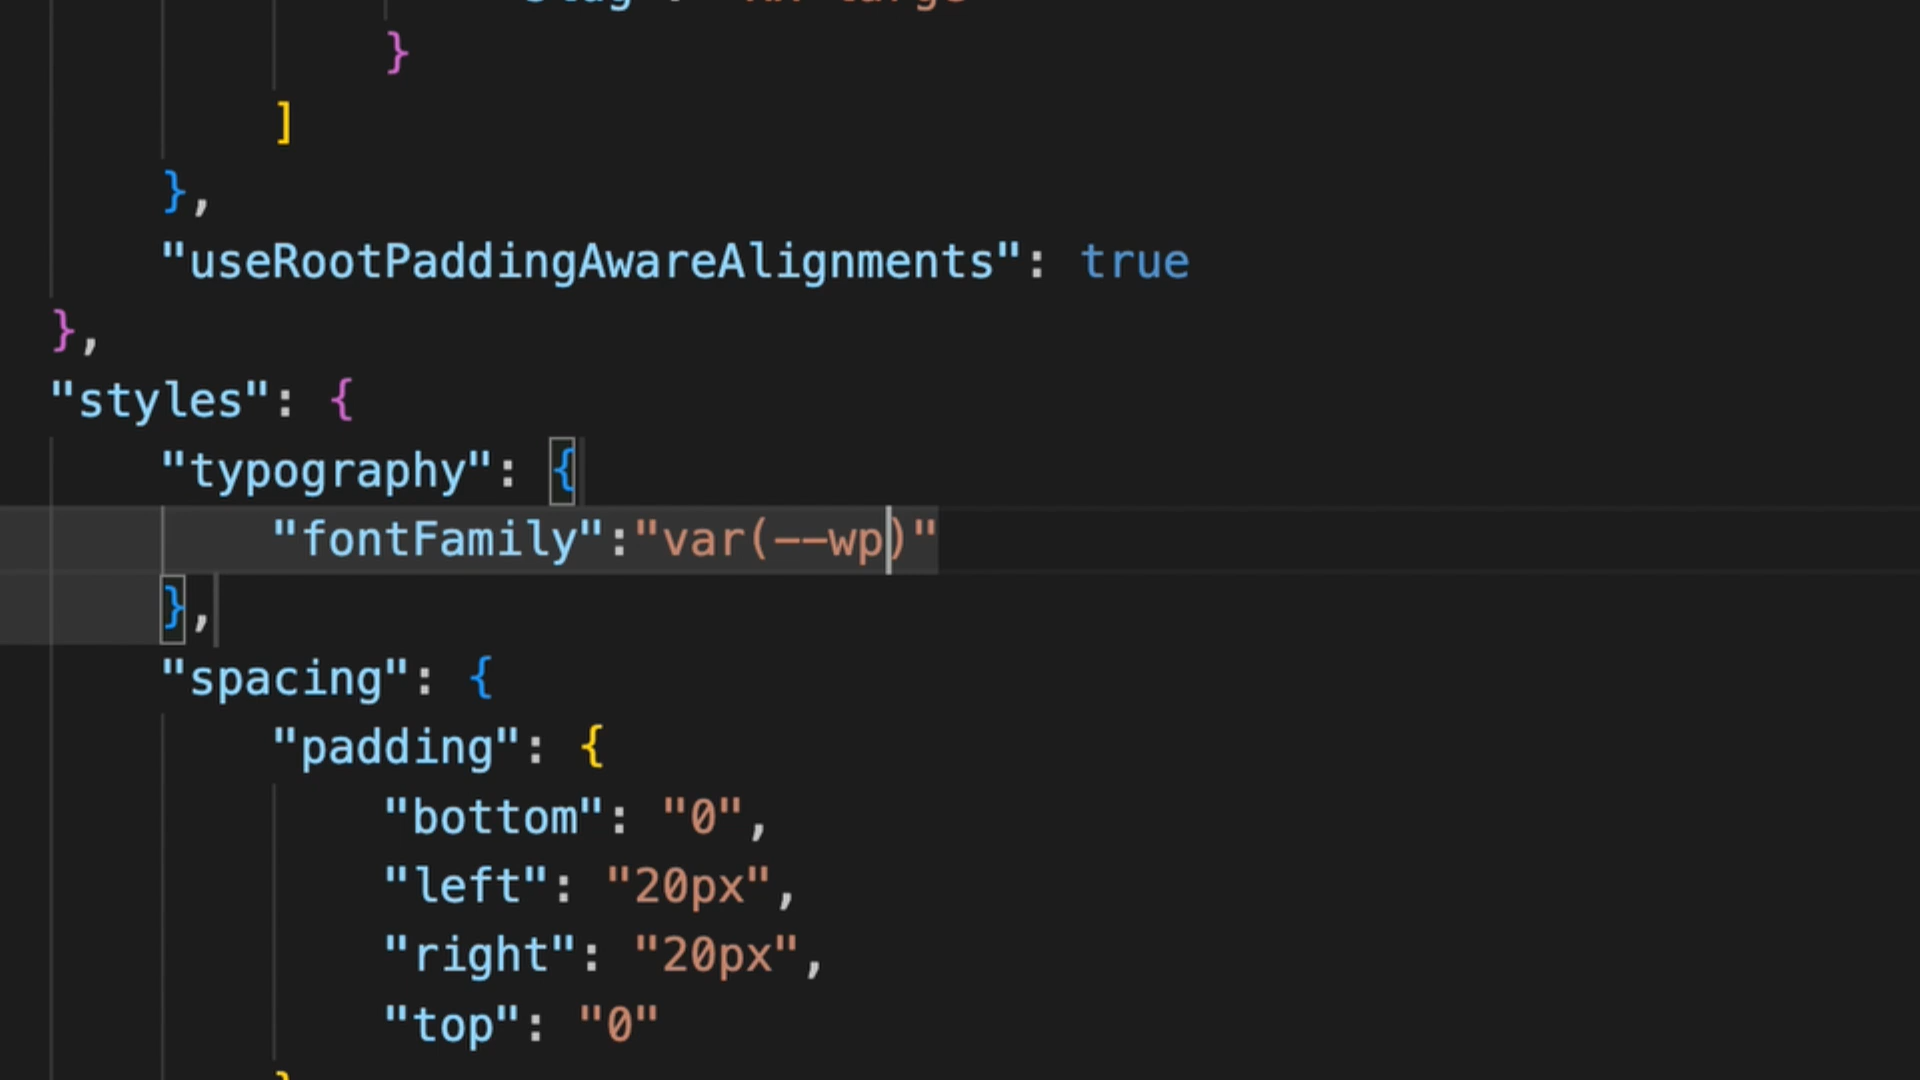 }
]
},
"useRootPaddingAwareAlignments": true
},
"styles": {
"typography": {
"fontFamily":"var(--wp)"
},
"spacing": {
"padding": {
"bottom": "0",
"left": "20px",
"right": "20px",
"top": "0"